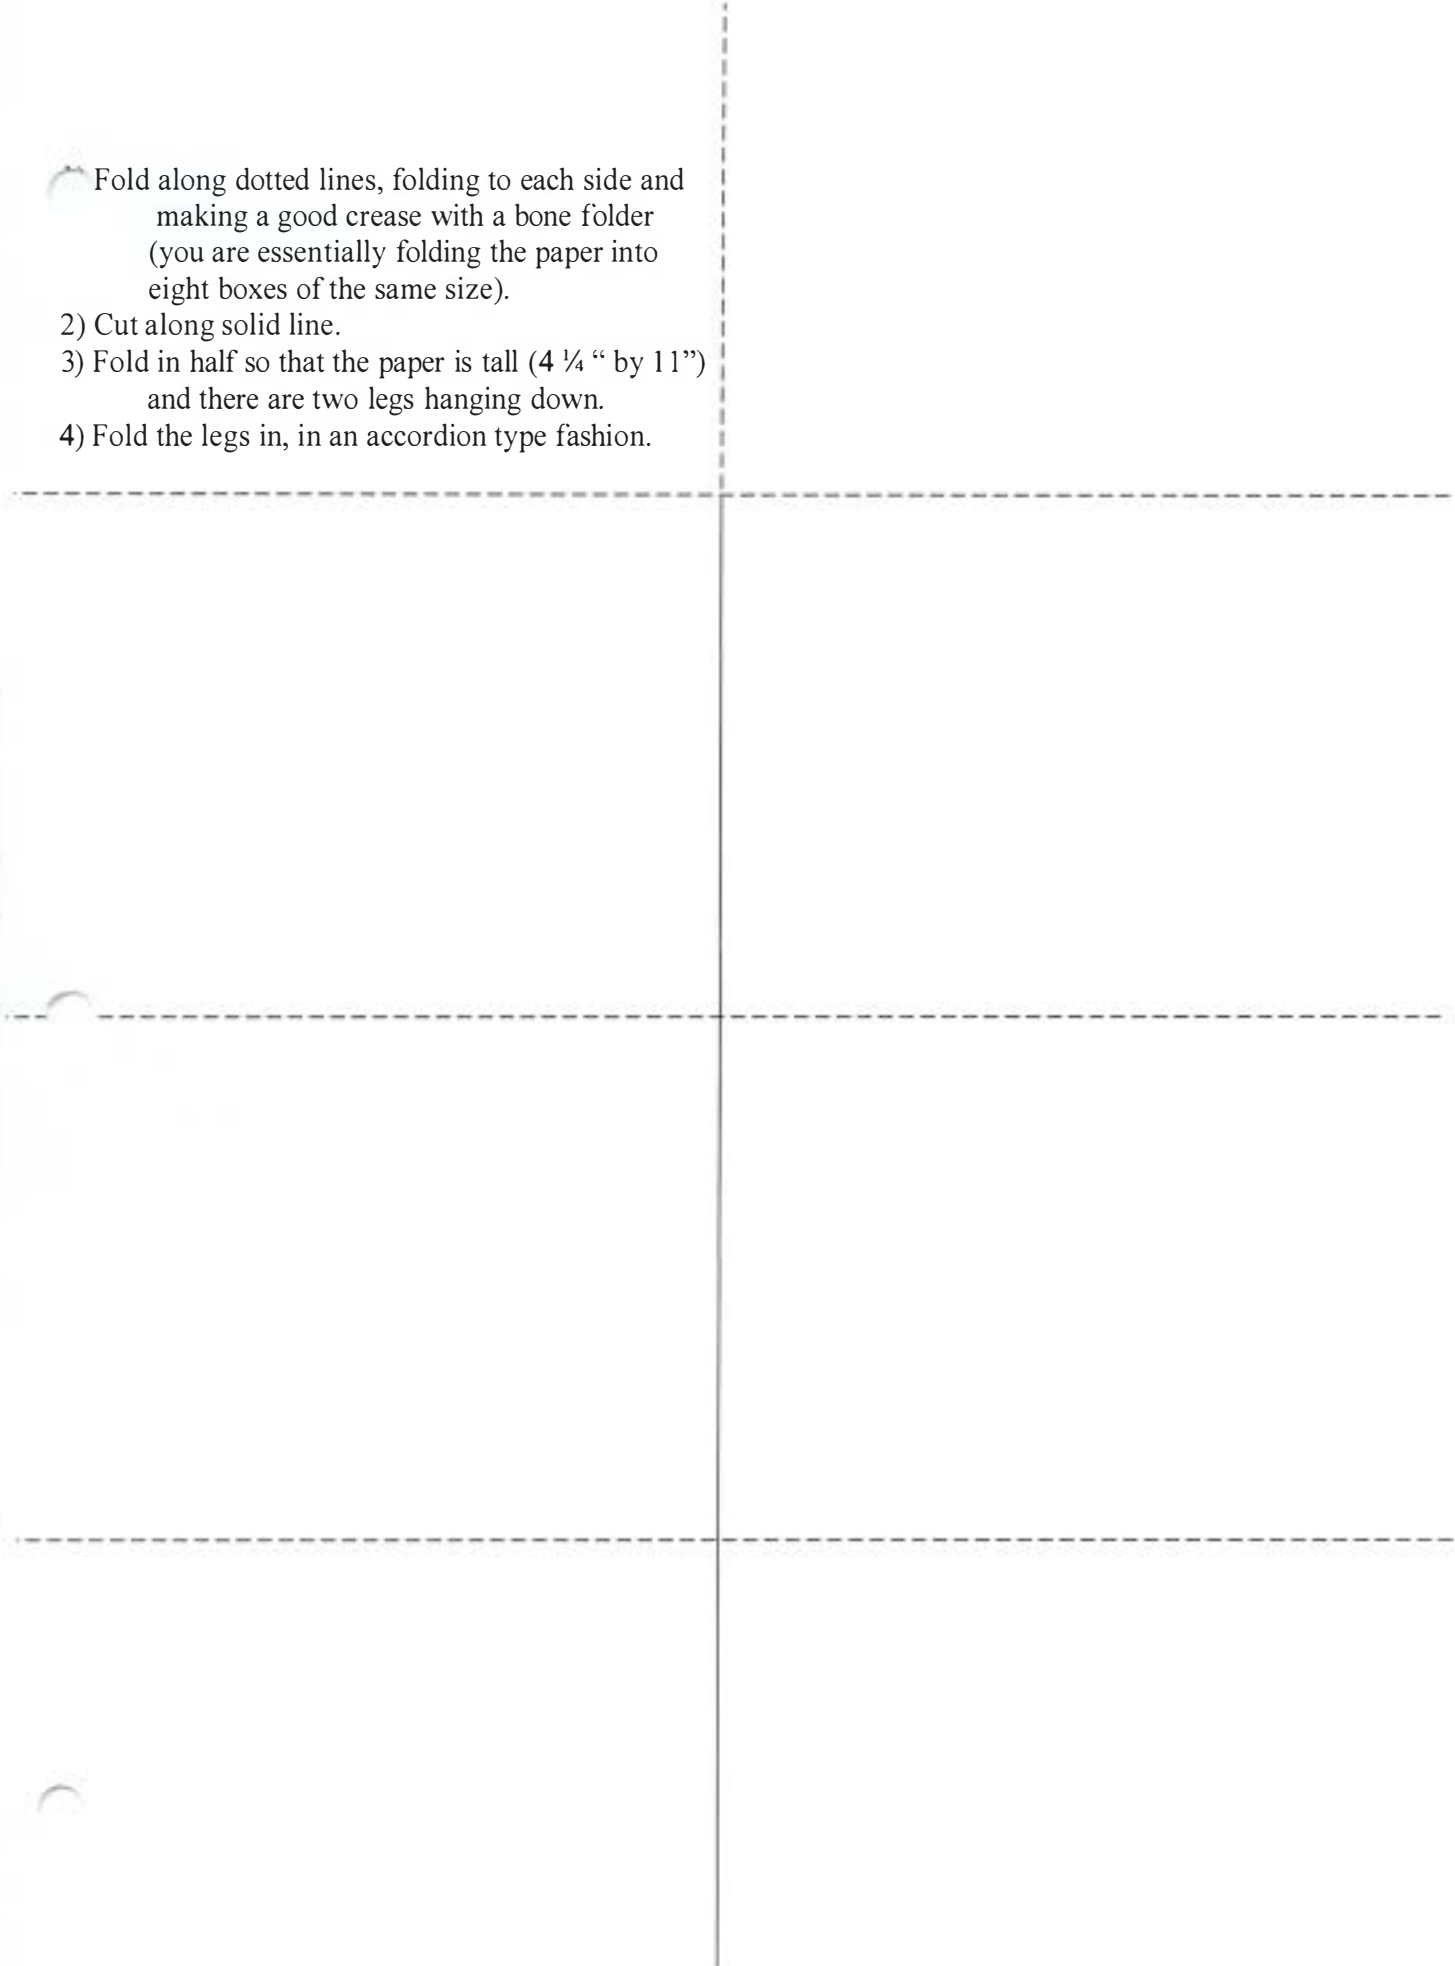 Fold along dotted lines, folding to each side and
making a good crease with a bone folder
(you are essentially folding the paper into
eight boxes of the same size).
2) Cut along solid line.
3) Fold in half so that the paper is tall (4 ¼ “ by 11”)
and there are two legs hanging down.
4) Fold the legs in, in an accordion type fashion.